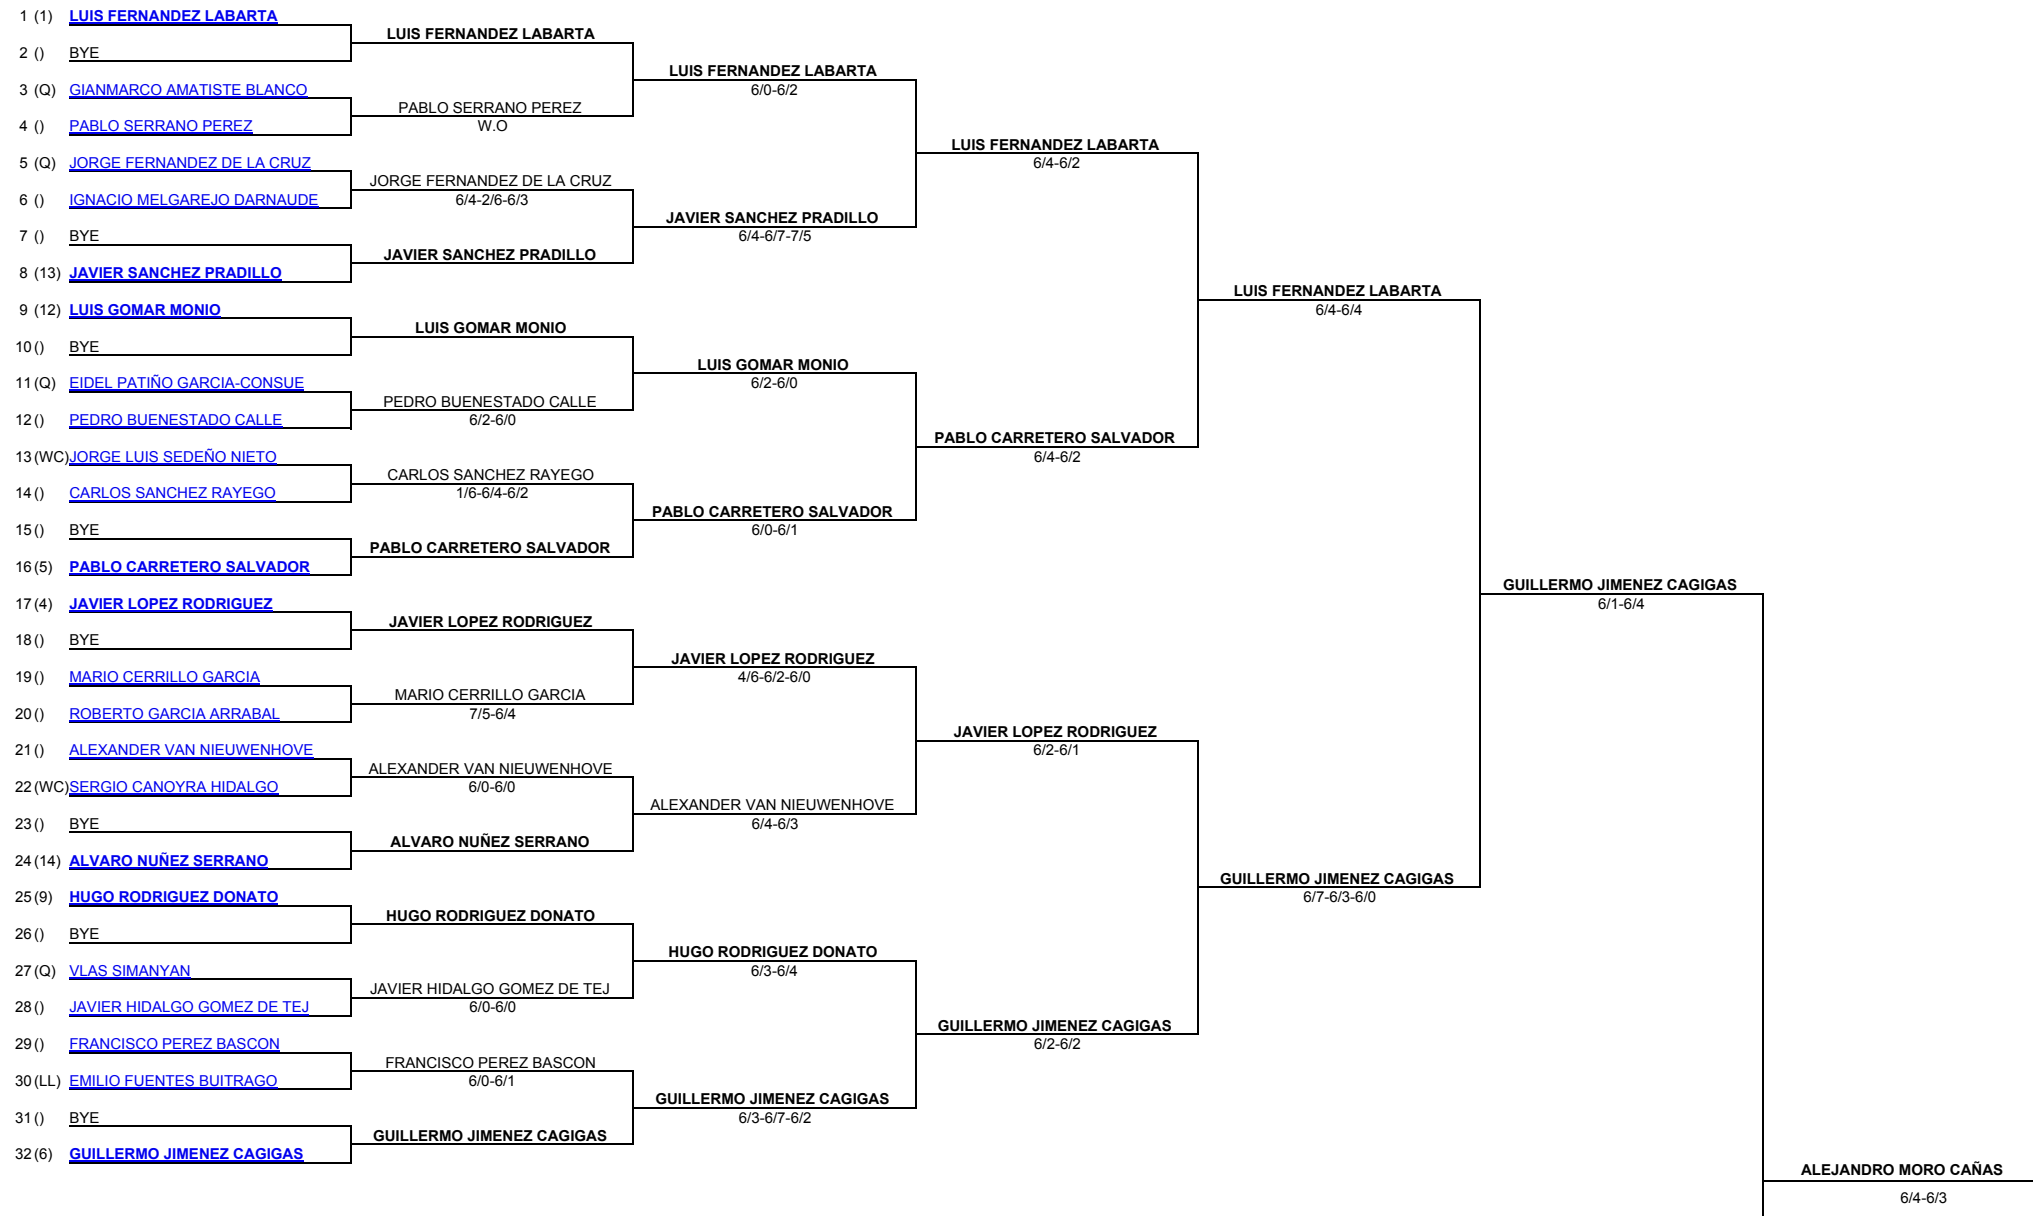 1 (1) LUIS FERNANDEZ LABARTA
LUIS FERNANDEZ LABARTA
2 () BYE
LUIS FERNANDEZ LABARTA
3 (Q) GIANMARCO AMATISTE BLANCO
6/0-6/2
PABLO SERRANO PEREZ
4 () PABLO SERRANO PEREZ
W.O
LUIS FERNANDEZ LABARTA
5 (Q) JORGE FERNANDEZ DE LA CRUZ
6/4-6/2
JORGE FERNANDEZ DE LA CRUZ
6 () IGNACIO MELGAREJO DARNAUDE
6/4-2/6-6/3
JAVIER SANCHEZ PRADILLO
7 () BYE
6/4-6/7-7/5
JAVIER SANCHEZ PRADILLO
8 (13) JAVIER SANCHEZ PRADILLO
LUIS FERNANDEZ LABARTA
9 (12) LUIS GOMAR MONIO
6/4-6/4
LUIS GOMAR MONIO
10 () BYE
LUIS GOMAR MONIO
11 (Q) EIDEL PATIÑO GARCIA-CONSUE
6/2-6/0
PEDRO BUENESTADO CALLE
12 () PEDRO BUENESTADO CALLE
6/2-6/0
PABLO CARRETERO SALVADOR
13 (WC) JORGE LUIS SEDEÑO NIETO
6/4-6/2
CARLOS SANCHEZ RAYEGO
14 () CARLOS SANCHEZ RAYEGO
1/6-6/4-6/2
PABLO CARRETERO SALVADOR
15 () BYE
6/0-6/1
PABLO CARRETERO SALVADOR
16 (5) PABLO CARRETERO SALVADOR
GUILLERMO JIMENEZ CAGIGAS
17 (4) JAVIER LOPEZ RODRIGUEZ
6/1-6/4
JAVIER LOPEZ RODRIGUEZ
18 () BYE
JAVIER LOPEZ RODRIGUEZ
19 () MARIO CERRILLO GARCIA
4/6-6/2-6/0
MARIO CERRILLO GARCIA
20 () ROBERTO GARCIA ARRABAL
7/5-6/4
JAVIER LOPEZ RODRIGUEZ
21 () ALEXANDER VAN NIEUWENHOVE
6/2-6/1
ALEXANDER VAN NIEUWENHOVE
22 (WC) SERGIO CANOYRA HIDALGO
6/0-6/0
ALEXANDER VAN NIEUWENHOVE
23 () BYE
6/4-6/3
ALVARO NUÑEZ SERRANO
24 (14) ALVARO NUÑEZ SERRANO
GUILLERMO JIMENEZ CAGIGAS
25 (9) HUGO RODRIGUEZ DONATO
6/7-6/3-6/0
HUGO RODRIGUEZ DONATO
26 () BYE
HUGO RODRIGUEZ DONATO
27 (Q) VLAS SIMANYAN
6/3-6/4
JAVIER HIDALGO GOMEZ DE TEJ
28 () JAVIER HIDALGO GOMEZ DE TEJ
6/0-6/0
GUILLERMO JIMENEZ CAGIGAS
29 () FRANCISCO PEREZ BASCON
6/2-6/2
FRANCISCO PEREZ BASCON
30 (LL) EMILIO FUENTES BUITRAGO
6/0-6/1
GUILLERMO JIMENEZ CAGIGAS
31 () BYE
6/3-6/7-6/2
GUILLERMO JIMENEZ CAGIGAS
32 (6) GUILLERMO JIMENEZ CAGIGAS
ALEJANDRO MORO CAÑAS
6/4-6/3